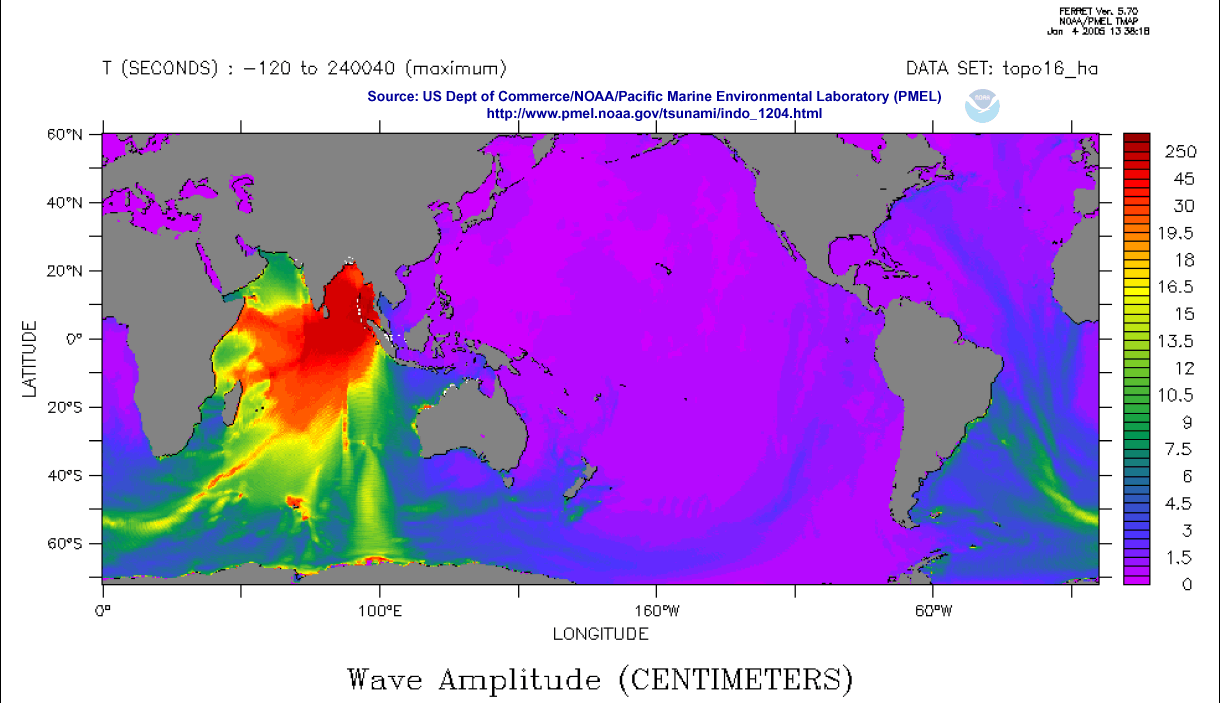 FERRET Ver. 5.70
NOAA/PMEL TMAP
Jan 4 2005 13:38:18
T (SECONDS) : -120 to 240040 (maximum)
DATA SET: topo16_ha
Source: US Dept of Commerce/NOAA/Pacific Marine Environmental Laboratory (PMEL)
http://www.pmel.noaa.gov/tsunami/indo_1204.html
NOAA
60°N
40°N
20°N
0°
20°S
40°S
60°S
LATITUDE
0°
100°E
160°W
60°W
LONGITUDE
250
45
30
19.5
18
16.5
15
13.5
12
10.5
9
7.5
6
4.5
3
1.5
0
Wave Amplitude (CENTIMETERS)